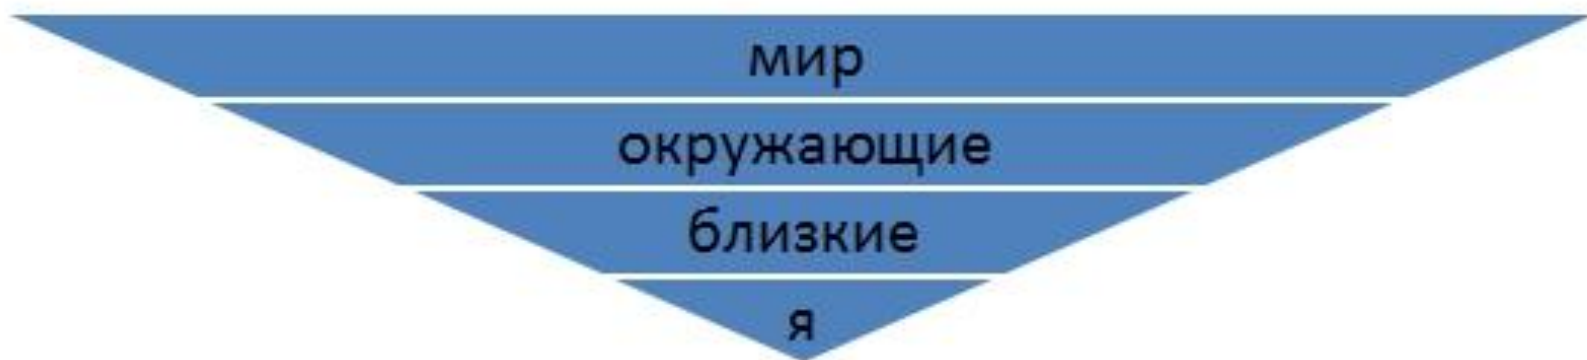 мир
окружающие
близкие
я